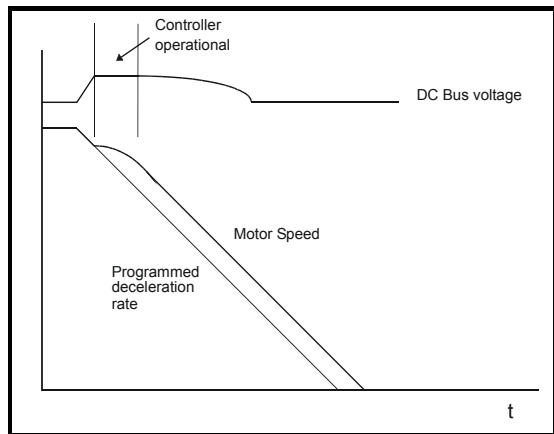 Controller
operational
DC Bus voltage
Motor Speed
Programmed
deceleration
rate
t